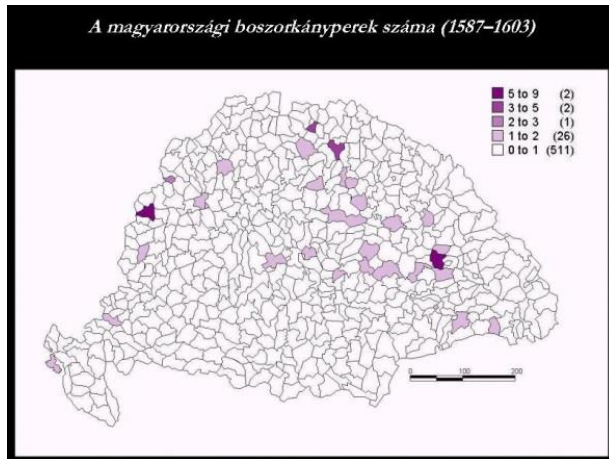 A magyarországi boszorkányperek száma (1587–1603)
5 to 9 (2)
3 to 5 (2)
2 to 3 (1)
1 to 2 (26)
0 to 1 (511)
0 100 200